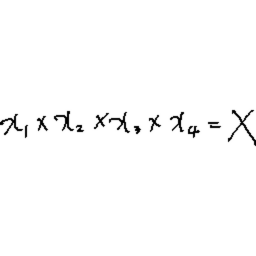 x₁ × x₂ × x₃ × x₄ = X